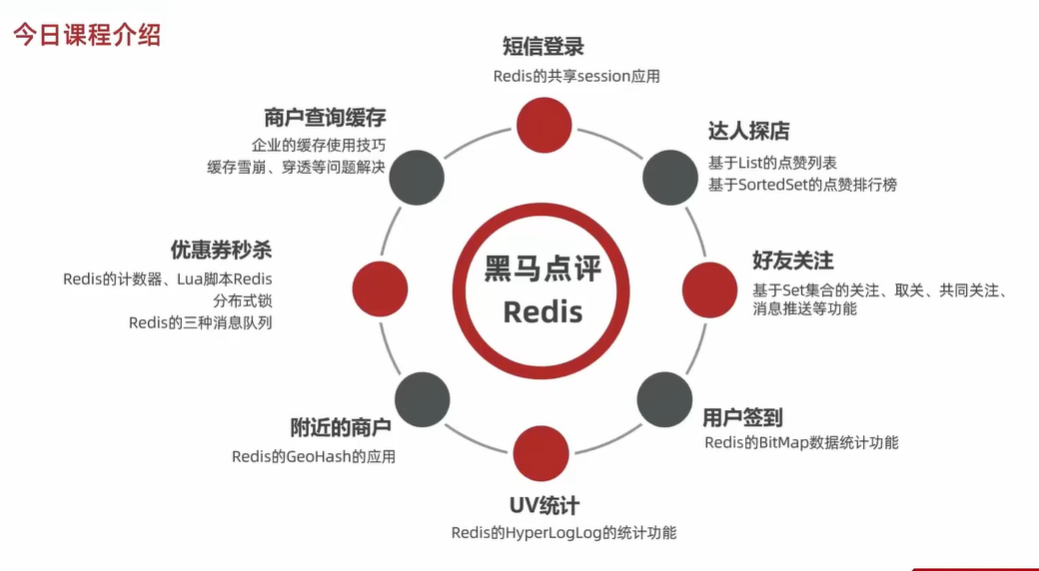 今日课程介绍
短信登录
Redis的共享session应用
商户查询缓存
企业的缓存使用技巧
缓存雪崩、穿透等问题解决
达人探店
基于List的点赞列表
基于SortedSet的点赞排行榜
优惠券秒杀
Redis的计数器、Lua脚本Redis
分布式锁
Redis的三种消息队列
黑马点评
Redis
好友关注
基于Set集合的关注、取关、共同关注、
消息推送等功能
附近的商户
Redis的GeoHash的应用
用户签到
Redis的BitMap数据统计功能
UV统计
Redis的HyperLogLog的统计功能